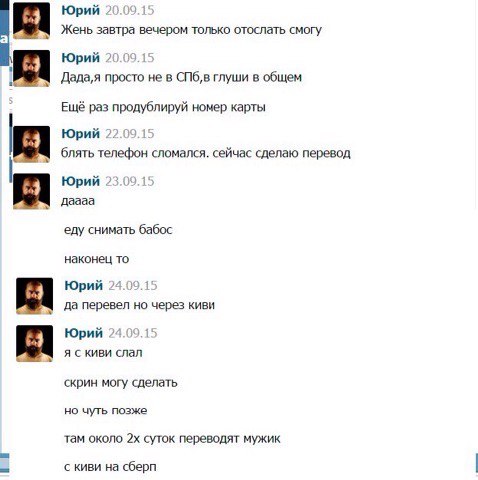 Юрий 20.09.15
Жень завтра вечером только отослать смогу
Юрий 20.09.15
Дада,я просто не в СПб,в глуши в общем
Ещё раз продублируй номер карты
Юрий 22.09.15
блять телефон сломался. сейчас сделаю перевод
Юрий 23.09.15
даааа
еду снимать бабос
наконец то
Юрий 24.09.15
да перевел но через киви
Юрий 24.09.15
я с киви слал
скрин могу сделать
но чуть позже
там около 2х суток переводят мужик
с киви на сберп